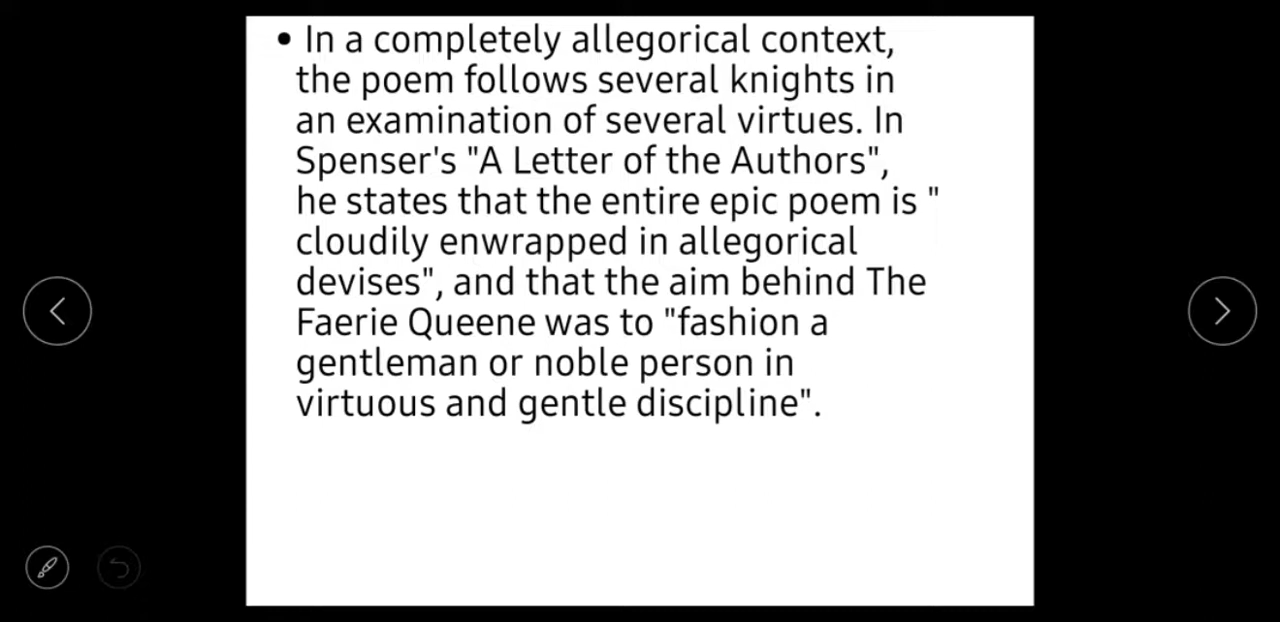 • In a completely allegorical context,
the poem follows several knights in
an examination of several virtues. In
Spenser's "A Letter of the Authors",
he states that the entire epic poem is "
cloudily enwrapped in allegorical
devises", and that the aim behind The
Faerie Queene was to "fashion a
gentleman or noble person in
virtuous and gentle discipline".